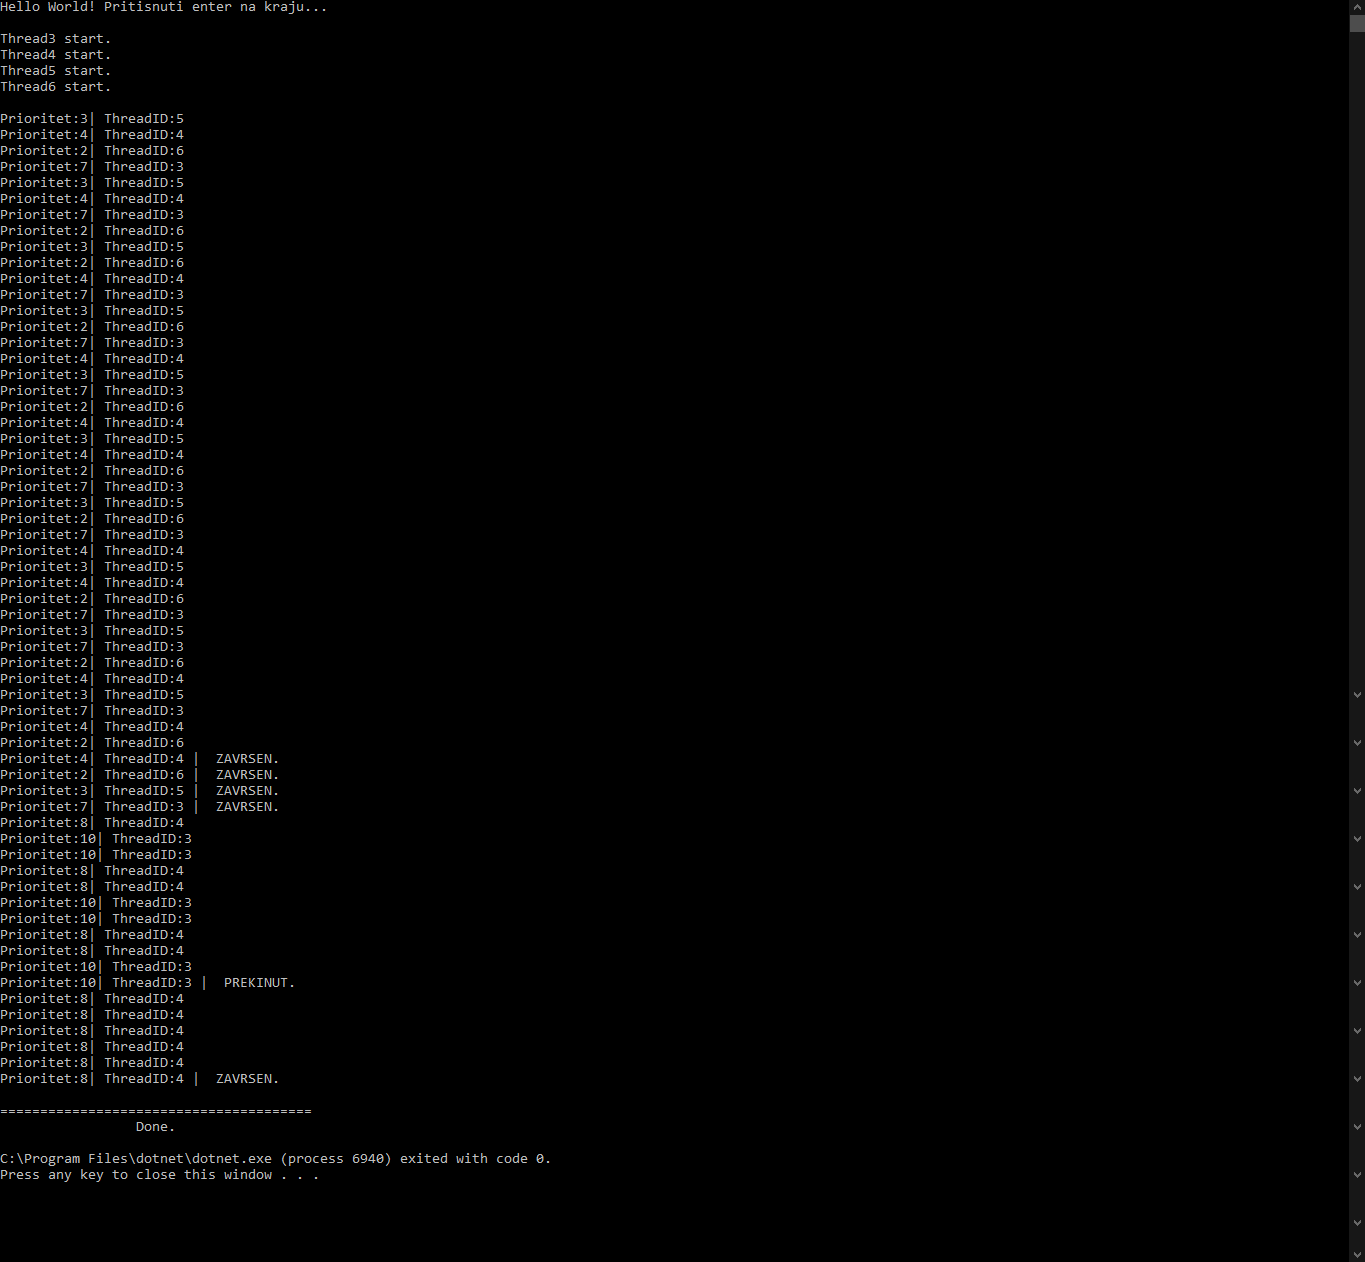 Hello World! Pritisnuti enter na kraju...
Thread3 start.
Thread4 start.
Thread5 start.
Thread6 start.
Prioritet:3| ThreadID:5
Prioritet:4| ThreadID:4
Prioritet:2| ThreadID:6
Prioritet:7| ThreadID:3
Prioritet:3| ThreadID:5
Prioritet:4| ThreadID:4
Prioritet:7| ThreadID:3
Prioritet:2| ThreadID:6
Prioritet:3| ThreadID:5
Prioritet:2| ThreadID:6
Prioritet:4| ThreadID:4
Prioritet:7| ThreadID:3
Prioritet:3| ThreadID:5
Prioritet:2| ThreadID:6
Prioritet:7| ThreadID:3
Prioritet:4| ThreadID:4
Prioritet:3| ThreadID:5
Prioritet:7| ThreadID:3
Prioritet:2| ThreadID:6
Prioritet:4| ThreadID:4
Prioritet:3| ThreadID:5
Prioritet:4| ThreadID:4
Prioritet:2| ThreadID:6
Prioritet:7| ThreadID:3
Prioritet:3| ThreadID:5
Prioritet:2| ThreadID:6
Prioritet:7| ThreadID:3
Prioritet:4| ThreadID:4
Prioritet:3| ThreadID:5
Prioritet:4| ThreadID:4
Prioritet:2| ThreadID:6
Prioritet:7| ThreadID:3
Prioritet:3| ThreadID:5
Prioritet:7| ThreadID:3
Prioritet:2| ThreadID:6
Prioritet:4| ThreadID:4
Prioritet:3| ThreadID:5
Prioritet:7| ThreadID:3
Prioritet:4| ThreadID:4
Prioritet:2| ThreadID:6
Prioritet:4| ThreadID:4 |  ZAVRSEN.
Prioritet:2| ThreadID:6 |  ZAVRSEN.
Prioritet:3| ThreadID:5 |  ZAVRSEN.
Prioritet:7| ThreadID:3 |  ZAVRSEN.
Prioritet:8| ThreadID:4
Prioritet:10| ThreadID:3
Prioritet:10| ThreadID:3
Prioritet:8| ThreadID:4
Prioritet:8| ThreadID:4
Prioritet:10| ThreadID:3
Prioritet:10| ThreadID:3
Prioritet:8| ThreadID:4
Prioritet:8| ThreadID:4
Prioritet:10| ThreadID:3
Prioritet:10| ThreadID:3 |  PREKINUT.
Prioritet:8| ThreadID:4
Prioritet:8| ThreadID:4
Prioritet:8| ThreadID:4
Prioritet:8| ThreadID:4
Prioritet:8| ThreadID:4
Prioritet:8| ThreadID:4 |  ZAVRSEN.
=======================================
Done.
C:\Program Files\dotnet\dotnet.exe (process 6940) exited with code 0.
Press any key to close this window . . .